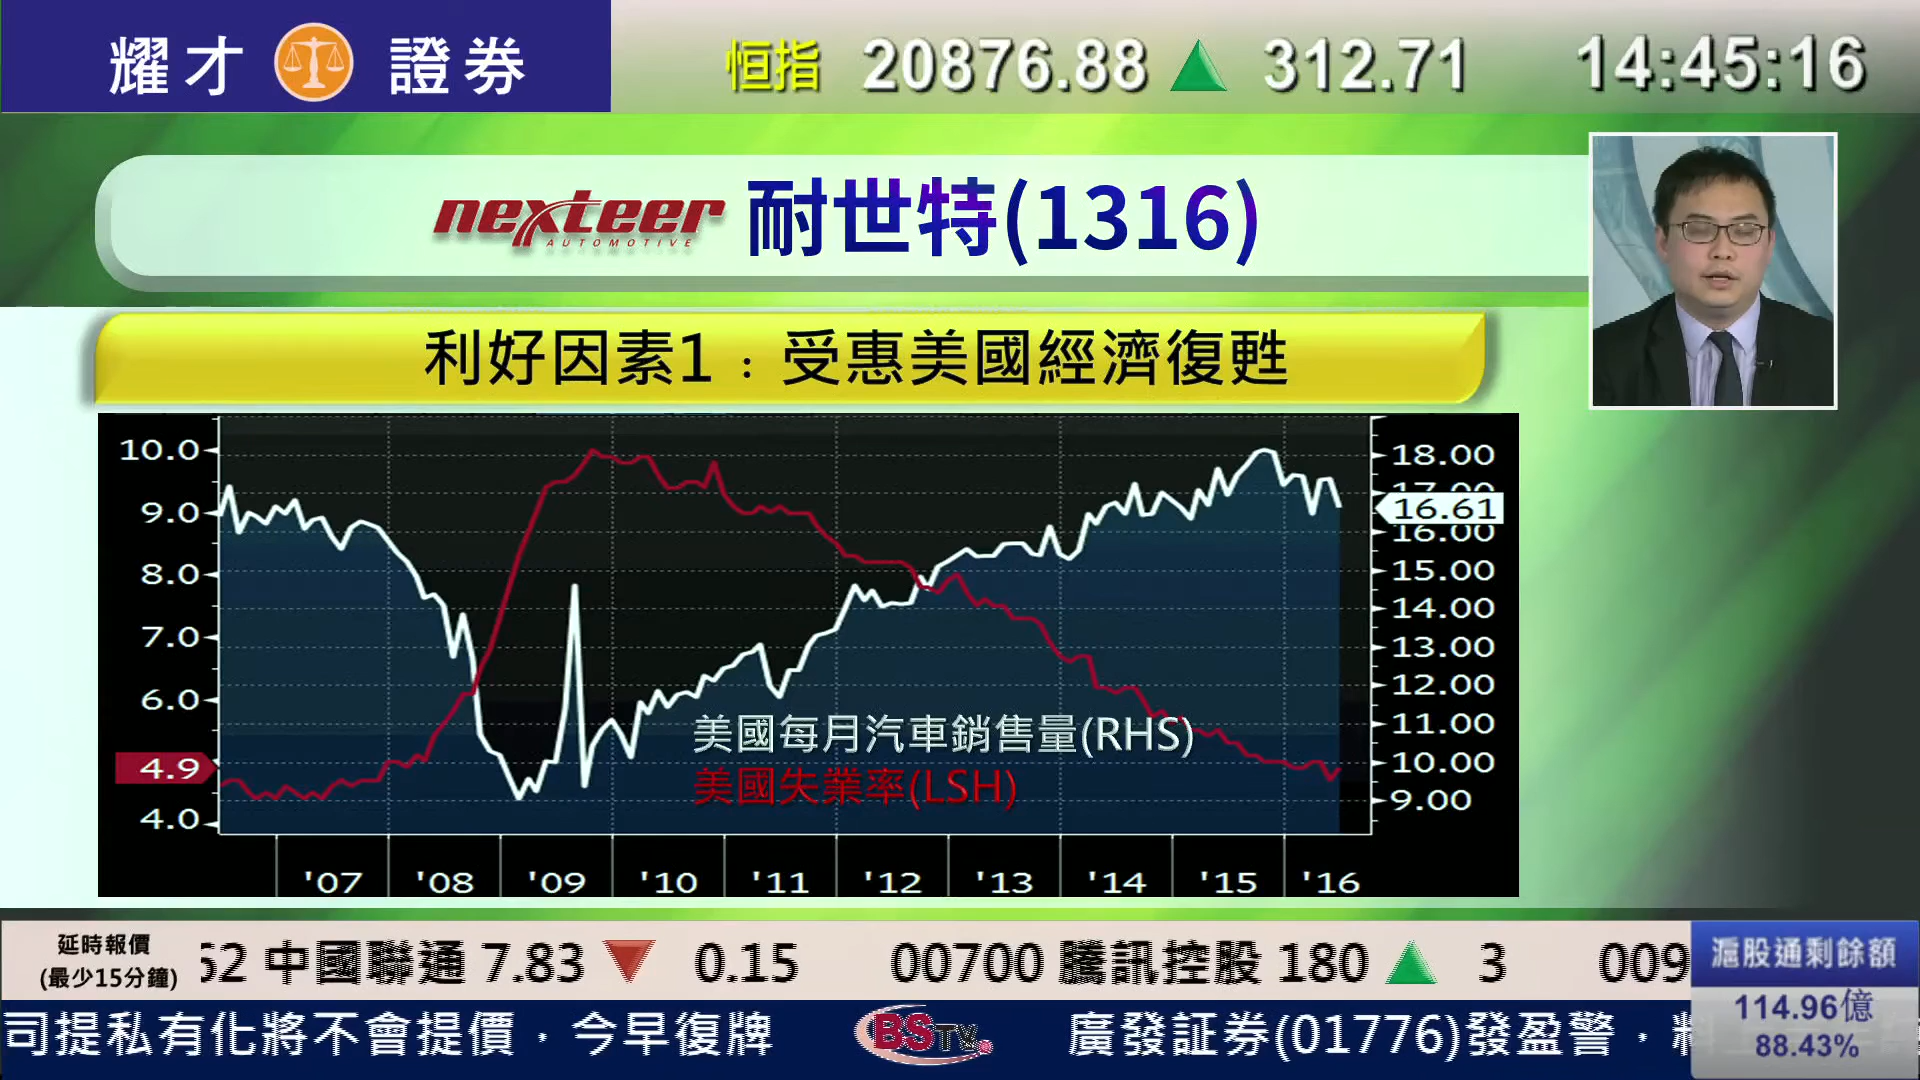 耀才 證券
恒指 20876.88 ▲ 312.71 14:45:16
nexteer AUTOMOTIVE 耐世特(1316)
利好因素1：受惠美國經濟復甦
10.0
9.0
8.0
7.0
6.0
4.9
4.0
18.00
17.00
16.61
16.00
15.00
14.00
13.00
12.00
11.00
10.00
9.00
美國每月汽車銷售量(RHS)
美國失業率(LSH)
'07 '08 '09 '10 '11 '12 '13 '14 '15 '16
延時報價
(最少15分鐘)
62 中國聯通 7.83 ▼ 0.15 00700 騰訊控股 180 ▲ 3 009
滬股通剩餘額
114.96億
88.43%
司提私有化將不會提價，今早復牌 BSTV 廣發証券(01776)發盈警，料